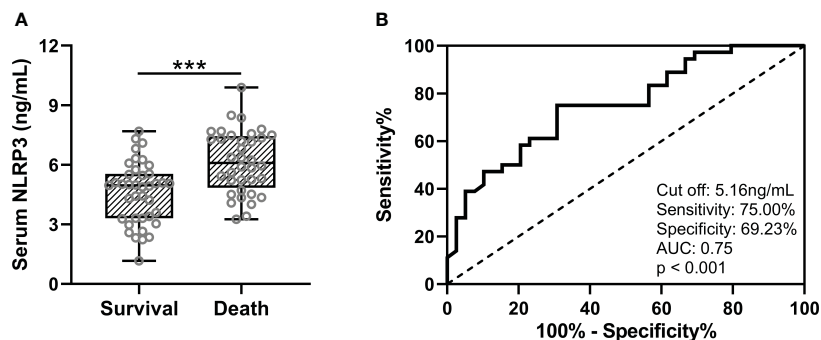 A
Serum NLRP3 (ng/mL)
12
9
6
3
0
***
Survival
Death
B
Sensitivity%
100
80
60
40
20
0
Cut off: 5.16ng/mL
Sensitivity: 75.00%
Specificity: 69.23%
AUC: 0.75
p < 0.001
0
20
40
60
80
100
100% - Specificity%